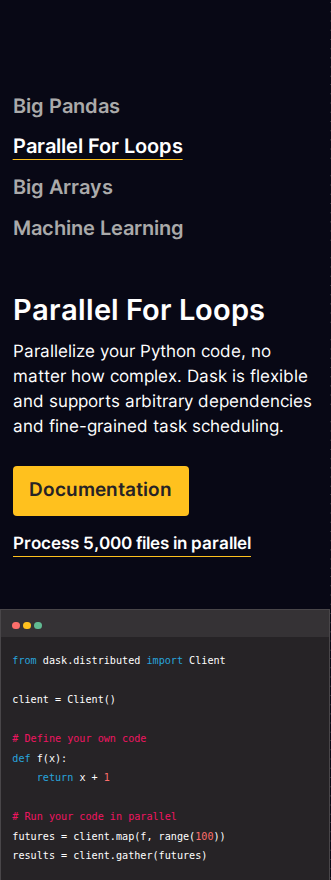 Big Pandas
Parallel For Loops
Big Arrays
Machine Learning
Parallel For Loops
Parallelize your Python code, no
matter how complex. Dask is flexible
and supports arbitrary dependencies
and fine-grained task scheduling.
Documentation
Process 5,000 files in parallel
from dask.distributed import Client
client = Client()
# Define your own code
def f(x):
    return x + 1
# Run your code in parallel
futures = client.map(f, range(100))
results = client.gather(futures)